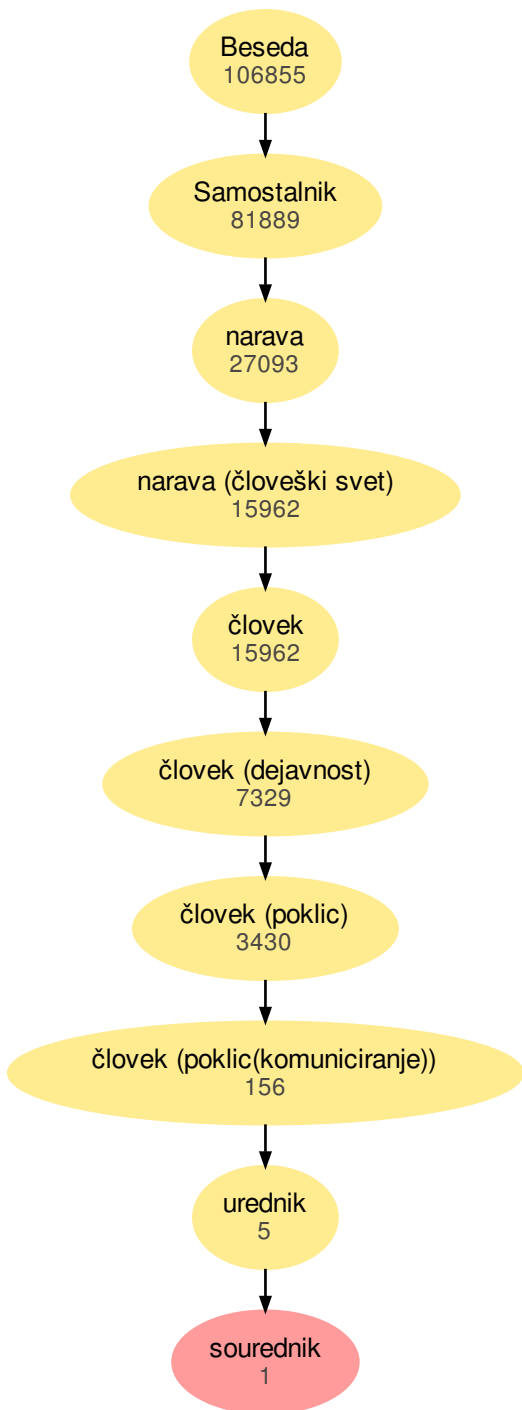 Beseda
106855
Samostalnik
81889
narava
27093
narava (človeški svet)
15962
človek
15962
človek (dejavnost)
7329
človek (poklic)
3430
človek (poklic(komuniciranje))
156
urednik
5
sourednik
1